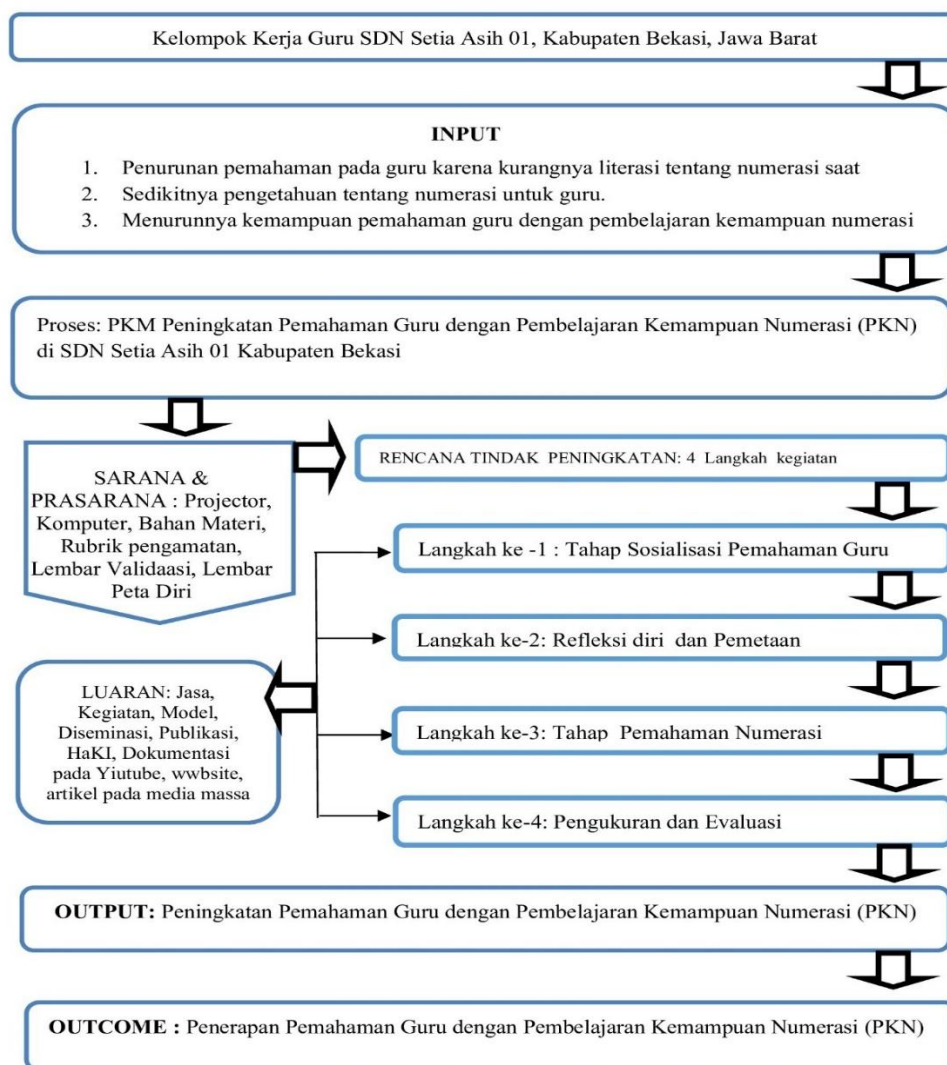 Kelompok Kerja Guru SDN Setia Asih 01, Kabupaten Bekasi, Jawa Barat
INPUT
1. Penurunan pemahaman pada guru karena kurangnya literasi tentang numerasi saat
2. Sedikitnya pengetahuan tentang numerasi untuk guru.
3. Menurunnya kemampuan pemahaman guru dengan pembelajaran kemampuan numerasi
Proses: PKM Peningkatan Pemahaman Guru dengan Pembelajaran Kemampuan Numerasi (PKN)
di SDN Setia Asih 01 Kabupaten Bekasi
SARANA &
PRASARANA : Projector,
Komputer, Bahan Materi,
Rubrik pengamatan,
Lembar Validaasi, Lembar
Peta Diri
RENCANA TINDAK PENINGKATAN: 4 Langkah kegiatan
Langkah ke -1 : Tahap Sosialisasi Pemahaman Guru
Langkah ke-2: Refleksi diri dan Pemetaan
Langkah ke-3: Tahap Pemahaman Numerasi
Langkah ke-4: Pengukuran dan Evaluasi
LUARAN: Jasa,
Kegiatan, Model,
Diseminasi, Publikasi,
HaKI, Dokumentasi
pada Yiutube, wwbsite,
artikel pada media massa
OUTPUT: Peningkatan Pemahaman Guru dengan Pembelajaran Kemampuan Numerasi (PKN)
OUTCOME : Penerapan Pemahaman Guru dengan Pembelajaran Kemampuan Numerasi (PKN)